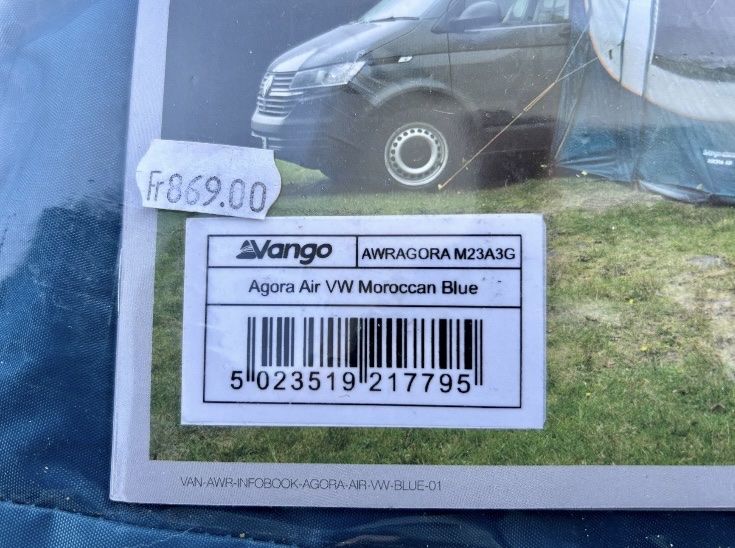 Fr869.00
Vango
AWRAGORA M23A3G
Agora Air VW Moroccan Blue
5 023519 217795
VAN-AWR-INFOBOOK-AGORA-AIR-VW-BLUE-01